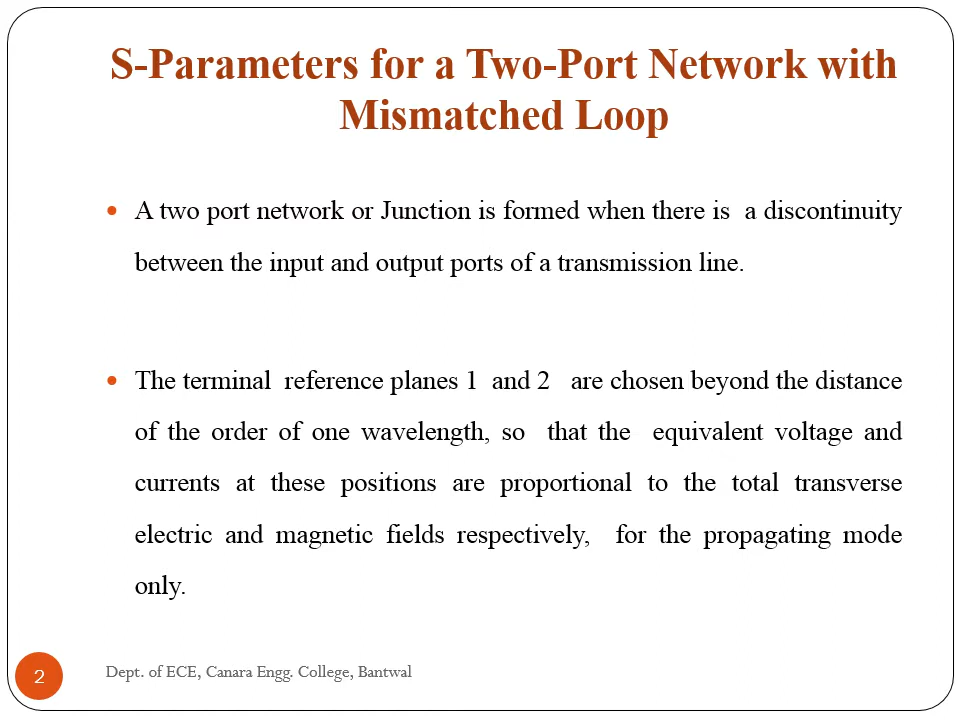 S-Parameters for a Two-Port Network with
Mismatched Loop
A two port network or Junction is formed when there is a discontinuity
between the input and output ports of a transmission line.
The terminal reference planes 1 and 2 are chosen beyond the distance
of the order of one wavelength, so that the equivalent voltage and
currents at these positions are proportional to the total transverse
electric and magnetic fields respectively, for the propagating mode
only.
2
Dept. of ECE, Canara Engg. College, Bantwal